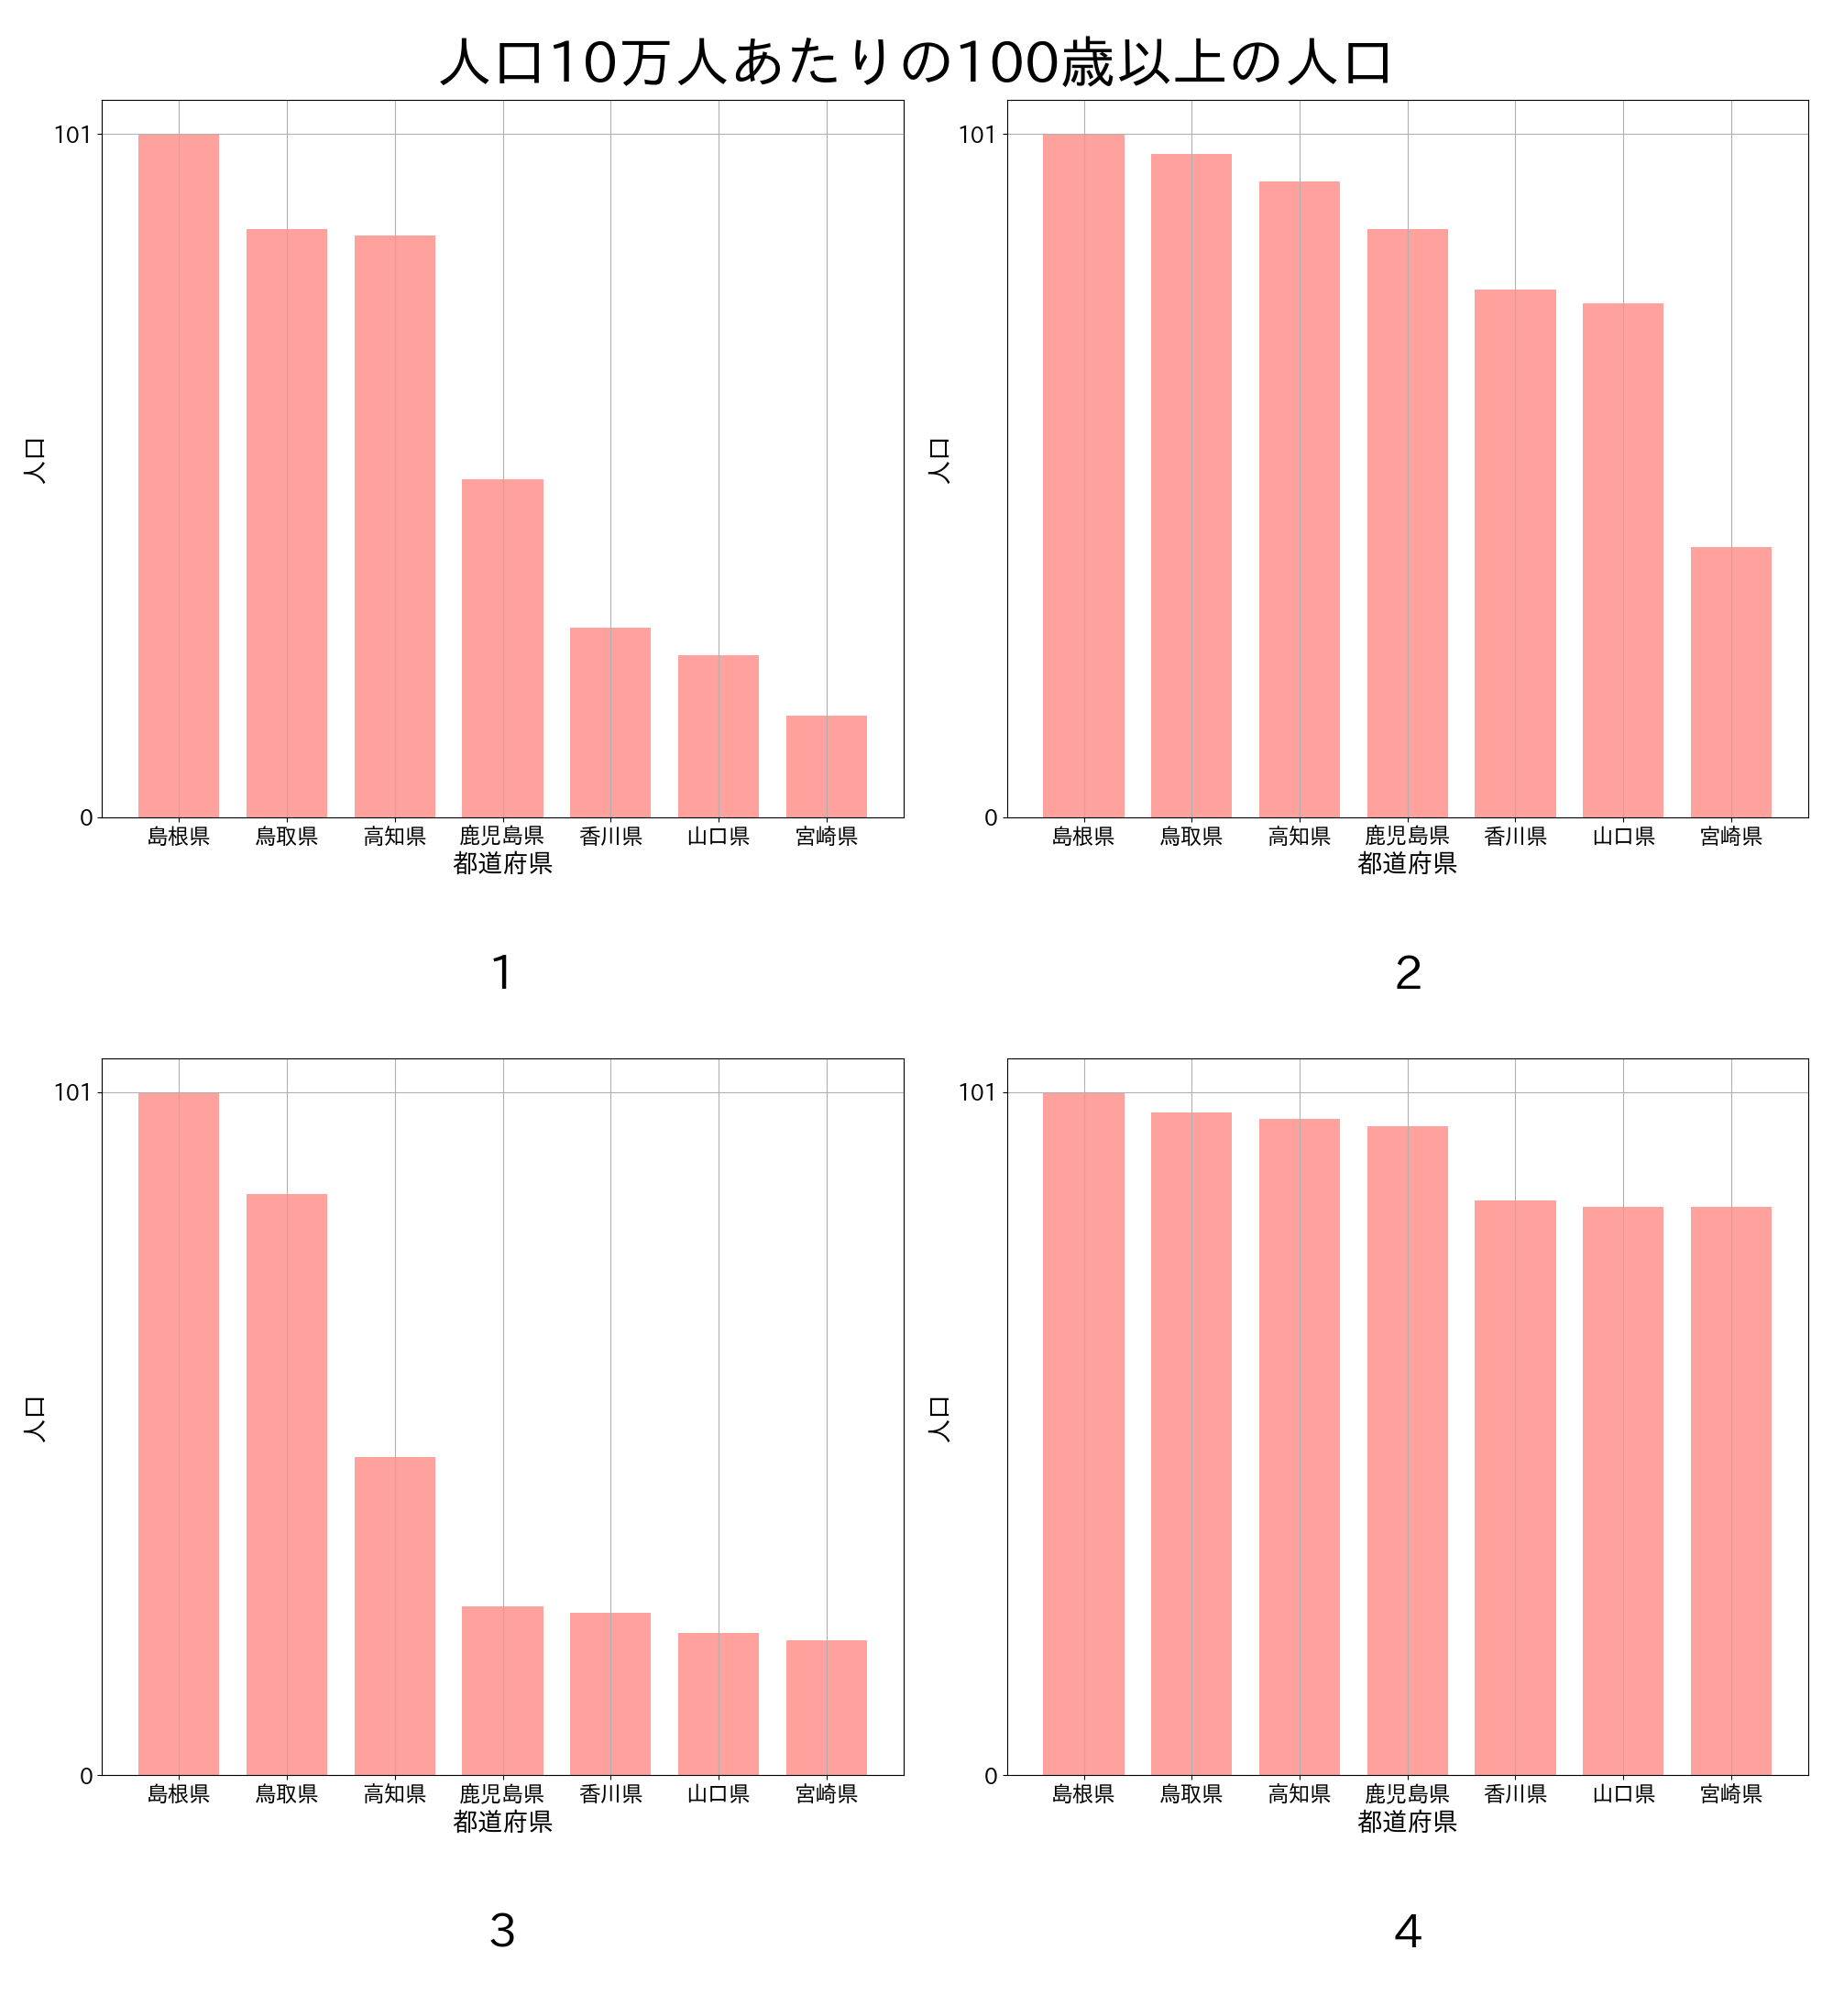 人口10万人あたりの100歳以上の人口
101
0
人口
島根県 鳥取県 高知県 鹿児島県 香川県 山口県 宮崎県
都道府県
1
101
0
人口
島根県 鳥取県 高知県 鹿児島県 香川県 山口県 宮崎県
都道府県
2
101
0
人口
島根県 鳥取県 高知県 鹿児島県 香川県 山口県 宮崎県
都道府県
3
101
0
人口
島根県 鳥取県 高知県 鹿児島県 香川県 山口県 宮崎県
都道府県
4